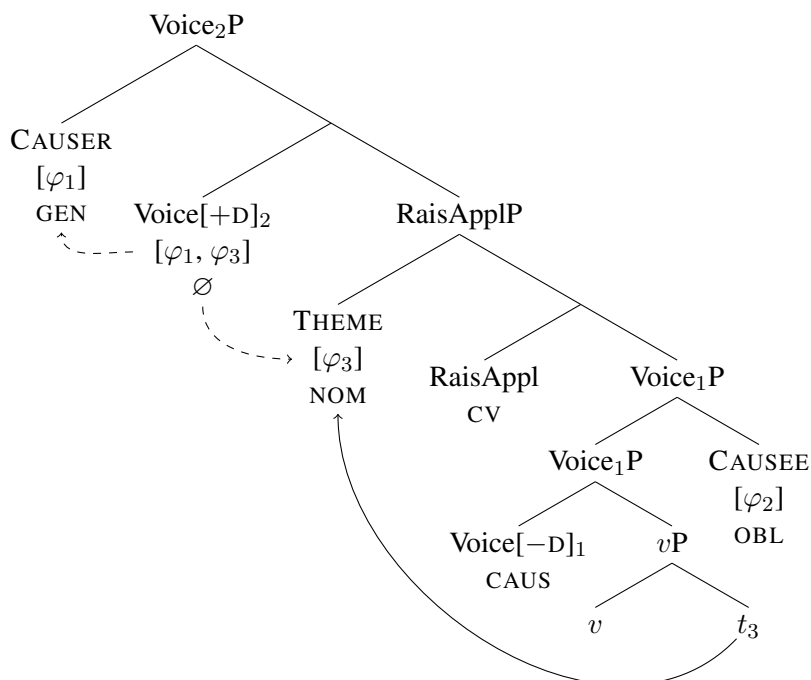 Voice₂P
CAUSER
[φ₁]
GEN
Voice[+D]₂
[φ₁, φ₃]
∅
RaisApplP
THEME
[φ₃]
NOM
RaisAppl
CV
Voice₁P
Voice₁P
CAUSEE
[φ₂]
OBL
Voice[−D]₁
CAUS
vP
v
t₃